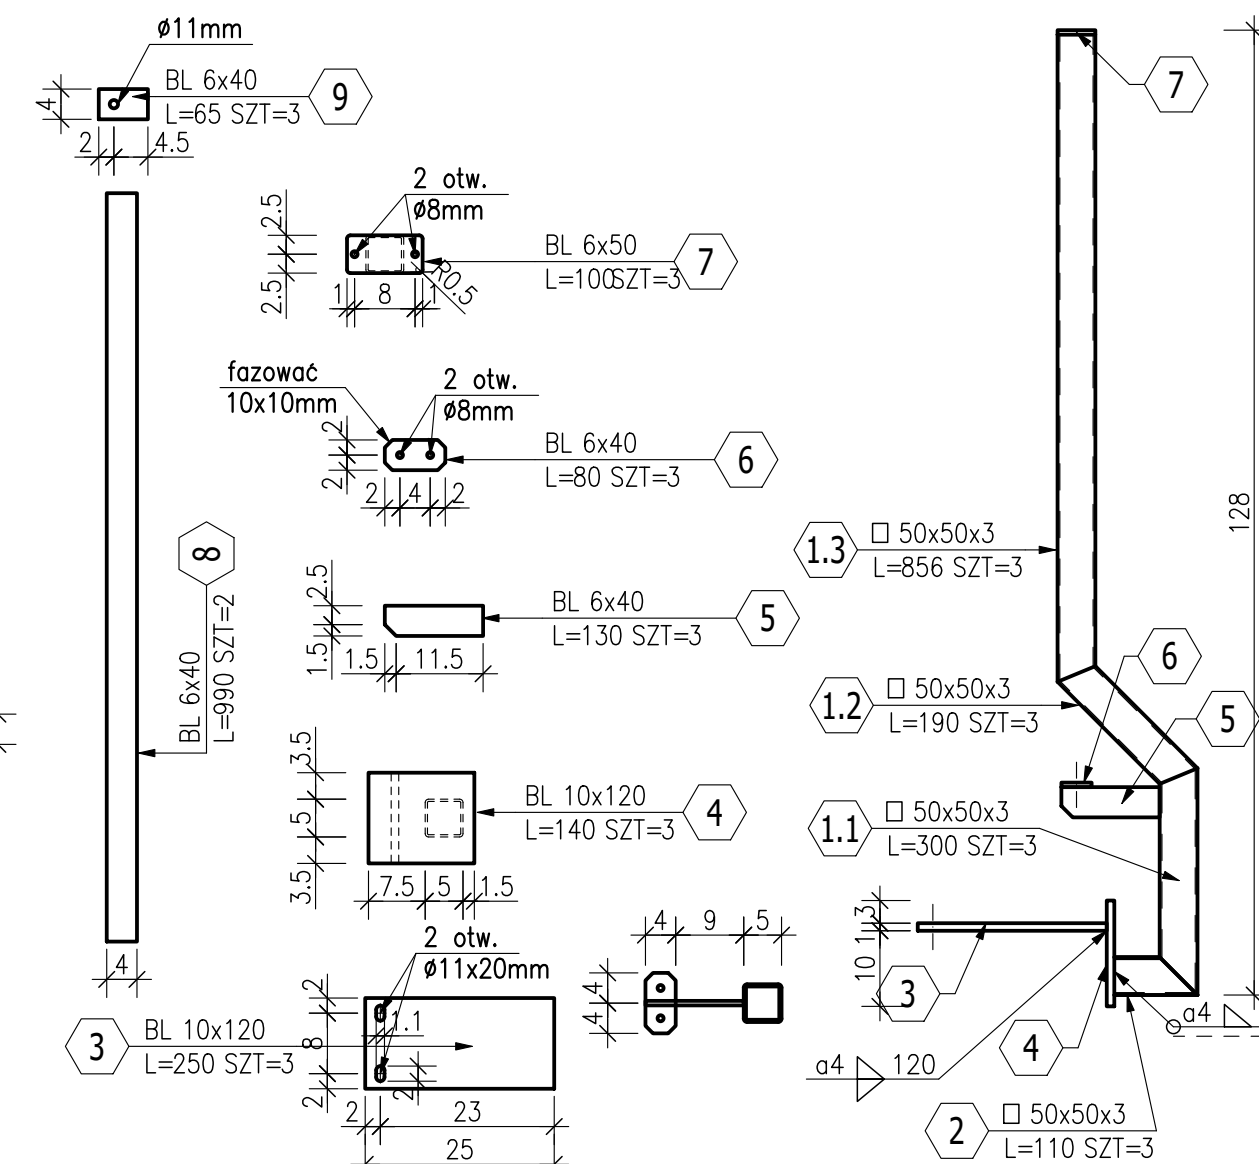 ø11mm
BL 6x40
L=65 SZT=3
9
4
2
4.5
2 otw.
ø8mm
2.5
2.5
BL 6x50
L=100SZT=3
7
R0.5
1
8
1
fazować
10x10mm
2 otw.
ø8mm
2
2
BL 6x40
L=80 SZT=3
6
2
4
2
8
BL 6x40
L=990 SZT=2
4
2.5
1.5
BL 6x40
L=130 SZT=3
5
1.5
11.5
3.5
5
3.5
BL 10x120
L=140 SZT=3
4
7.5
5
1.5
2 otw.
ø11x20mm
3
BL 10x120
L=250 SZT=3
2
8
2
1.1
2
2
23
25
4
9
5
4
4
7
128
1.3
□ 50x50x3
L=856 SZT=3
6
1.2
□ 50x50x3
L=190 SZT=3
5
1.1
□ 50x50x3
L=300 SZT=3
3
1
10
3
4
a4
a4
120
2
□ 50x50x3
L=110 SZT=3